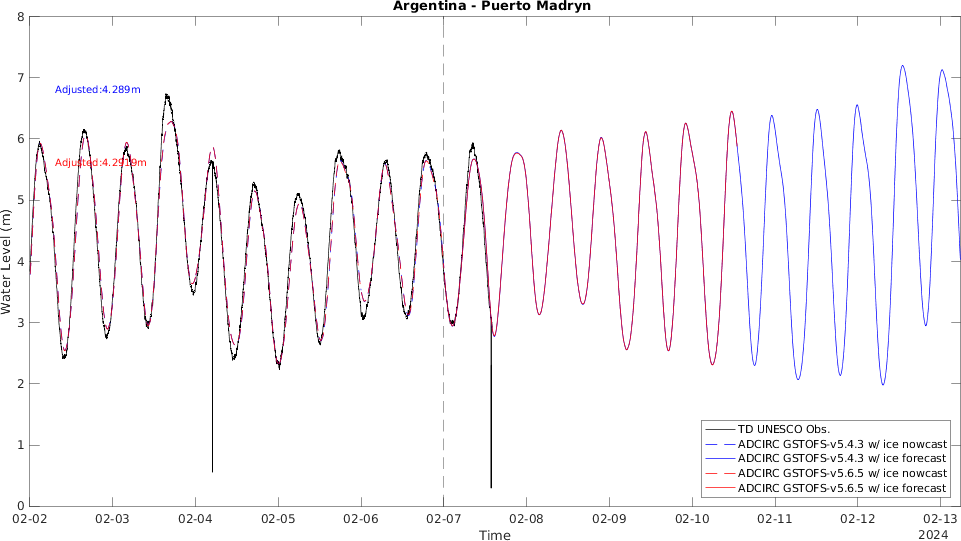 Argentina - Puerto Madryn
8
7
6
5
4
3
2
1
0
Water Level (m)
Adjusted:4.289m
Adjusted:4.2919m
TD UNESCO Obs.
ADCIRC GSTOFS-v5.4.3 w/ ice nowcast
ADCIRC GSTOFS-v5.4.3 w/ ice forecast
ADCIRC GSTOFS-v5.6.5 w/ ice nowcast
ADCIRC GSTOFS-v5.6.5 w/ ice forecast
02-02 02-03 02-04 02-05 02-06 02-07 02-08 02-09 02-10 02-11 02-12 02-13
Time
2024